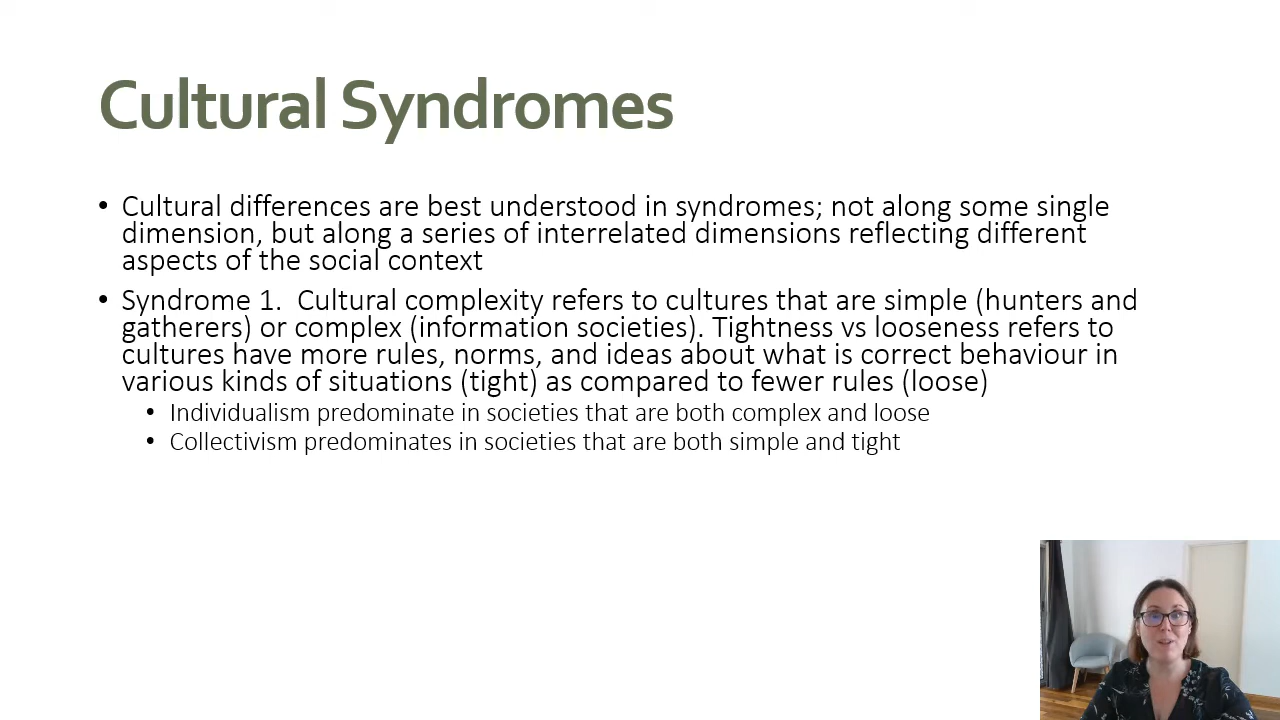 Cultural Syndromes
• Cultural differences are best understood in syndromes; not along some single
dimension, but along a series of interrelated dimensions reflecting different
aspects of the social context
• Syndrome 1.  Cultural complexity refers to cultures that are simple (hunters and
gatherers) or complex (information societies). Tightness vs looseness refers to
cultures have more rules, norms, and ideas about what is correct behaviour in
various kinds of situations (tight) as compared to fewer rules (loose)
• Individualism predominate in societies that are both complex and loose
• Collectivism predominates in societies that are both simple and tight